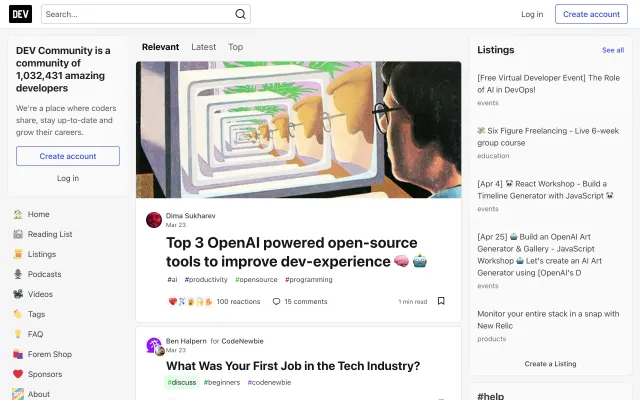 DEV
Search...
Log in
Create account
DEV Community is a
community of
1,032,431 amazing
developers
We're a place where coders
share, stay up-to-date and
grow their careers.
Create account
Log in
Home
Reading List
Listings
Podcasts
Videos
Tags
FAQ
Forem Shop
Sponsors
About
Relevant
Latest
Top
Dima Sukharev
Mar 23
Top 3 OpenAI powered open-source
tools to improve dev-experience 🧠 🤖
#ai #productivity #opensource #programming
100 reactions
15 comments
1 min read
Ben Halpern for CodeNewbie
Mar 23
What Was Your First Job in the Tech Industry?
#discuss #beginners #codenewbie
Listings
See all
[Free Virtual Developer Event] The Role
of AI in DevOps!
events
💸 Six Figure Freelancing - Live 6-week
group course
education
[Apr 4] 🐼 React Workshop - Build a
Timeline Generator with JavaScript 🐼
events
[Apr 25] 🤖 Build an OpenAI Art
Generator & Gallery - JavaScript
Workshop 🤖 Let's create an AI Art
Generator using [OpenAI's D
events
Monitor your entire stack in a snap with
New Relic
products
Create a Listing
#help